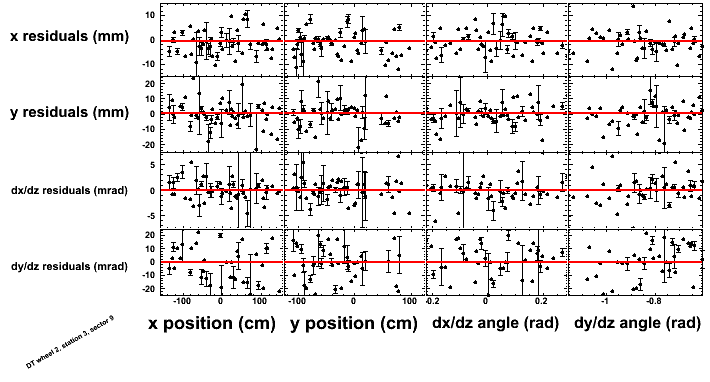 x residuals (mm)
10
0
-10
y residuals (mm)
20
10
0
-10
-20
dx/dz residuals (mrad)
5
0
-5
dy/dz residuals (mrad)
20
10
0
-10
-20
-100 0 100 -100 0 100 -0.2 0 0.2 -1 -0.8
x position (cm) y position (cm) dx/dz angle (rad) dy/dz angle (rad)
DT wheel 2, station 3, sector 9